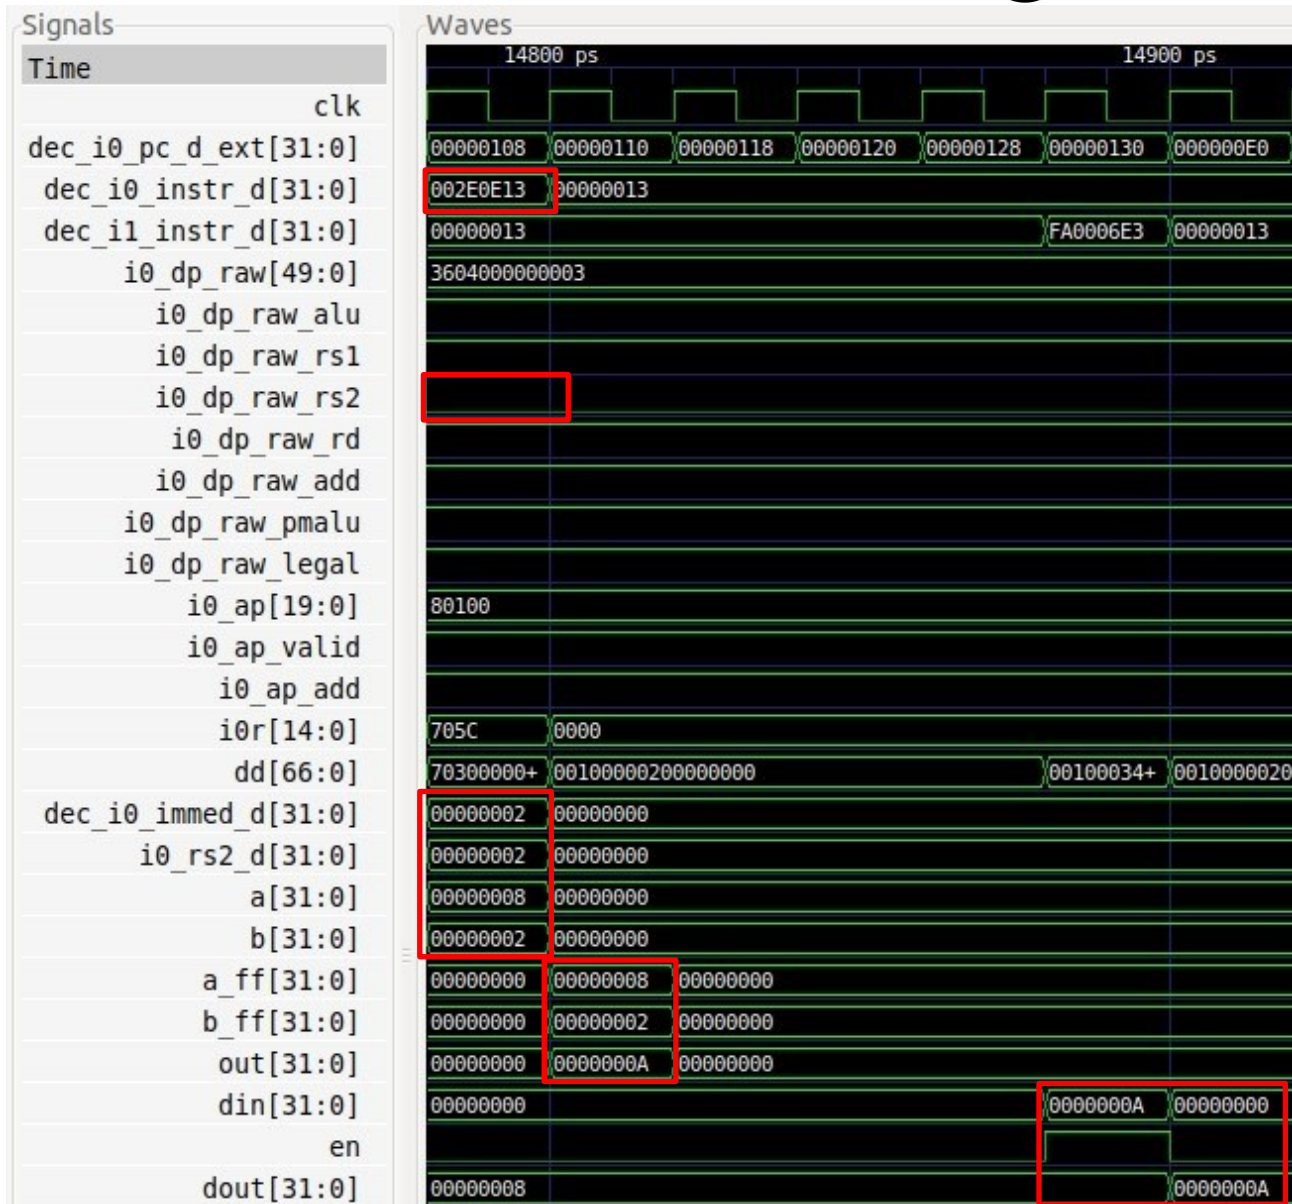 Signals Waves
Time 14800 ps 14900 ps
clk
dec_i0_pc_d_ext[31:0] 00000108 00000110 00000118 00000120 00000128 00000130 000000E0
dec_i0_instr_d[31:0] 002E0E13 00000013
dec_i1_instr_d[31:0] 00000013 FA0006E3 00000013
i0_dp_raw[49:0] 3604000000003
i0_dp_raw_alu
i0_dp_raw_rs1
i0_dp_raw_rs2
i0_dp_raw_rd
i0_dp_raw_add
i0_dp_raw_pmalu
i0_dp_raw_legal
i0_ap[19:0] 80100
i0_ap_valid
i0_ap_add
i0r[14:0] 705C 0000
dd[66:0] 70300000+ 00100000200000000 00100034+ 0010000020
dec_i0_immed_d[31:0] 00000002 00000000
i0_rs2_d[31:0] 00000002 00000000
a[31:0] 00000008 00000000
b[31:0] 00000002 00000000
a_ff[31:0] 00000000 00000008 00000000
b_ff[31:0] 00000000 00000002 00000000
out[31:0] 00000000 0000000A 00000000
din[31:0] 00000000 0000000A 00000000
en
dout[31:0] 00000008 0000000A